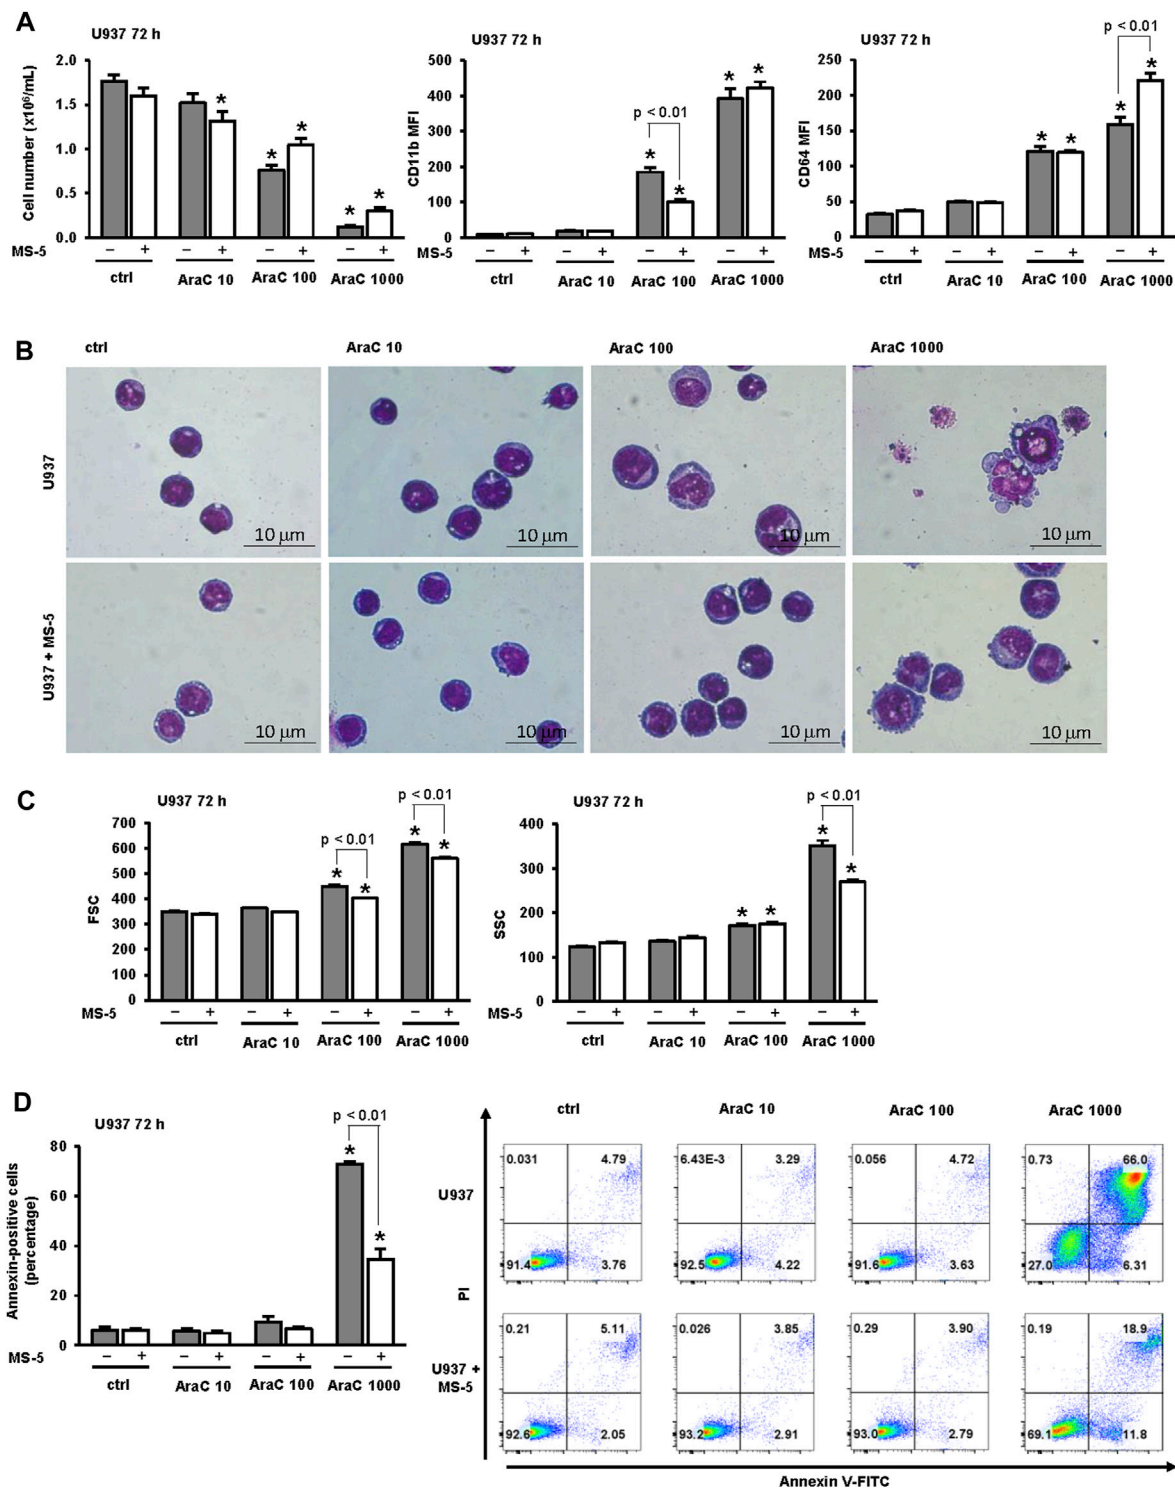 A
U937 72 h
Cell number (x10⁶/mL)
2.0
1.5
1.0
0.5
0.0
* * * * *
MS-5 − + − + − + − +
ctrl AraC 10 AraC 100 AraC 1000
U937 72 h
CD11b MFI
500
400
300
200
100
0
p < 0.01
* * * *
MS-5 − + − + − + − +
ctrl AraC 10 AraC 100 AraC 1000
U937 72 h
CD64 MFI
250
200
150
100
50
0
p < 0.01
* * * *
MS-5 − + − + − + − +
ctrl AraC 10 AraC 100 AraC 1000
B
ctrl AraC 10 AraC 100 AraC 1000
U937
10 μm 10 μm 10 μm 10 μm
U937 + MS-5
10 μm 10 μm 10 μm 10 μm
C
U937 72 h
FSC
700
600
500
400
300
200
100
0
p < 0.01
p < 0.01
* * * *
MS-5 − + − + − + − +
ctrl AraC 10 AraC 100 AraC 1000
U937 72 h
SSC
400
300
200
100
0
p < 0.01
* * * *
MS-5 − + − + − + − +
ctrl AraC 10 AraC 100 AraC 1000
D
U937 72 h
Annexin-positive cells
(percentage)
80
60
40
20
0
p < 0.01
* *
MS-5 − + − + − + − +
ctrl AraC 10 AraC 100 AraC 1000
ctrl AraC 10 AraC 100 AraC 1000
U937
0.031 4.79 6.43E-3 3.29 0.056 4.72 0.73 66.0
91.4 3.76 92.5 4.22 91.6 3.63 27.0 6.31
PI
U937 +
MS-5
0.21 5.11 0.026 3.85 0.29 3.90 0.19 18.9
92.6 2.05 93.2 2.91 93.0 2.79 69.1 11.8
Annexin V-FITC